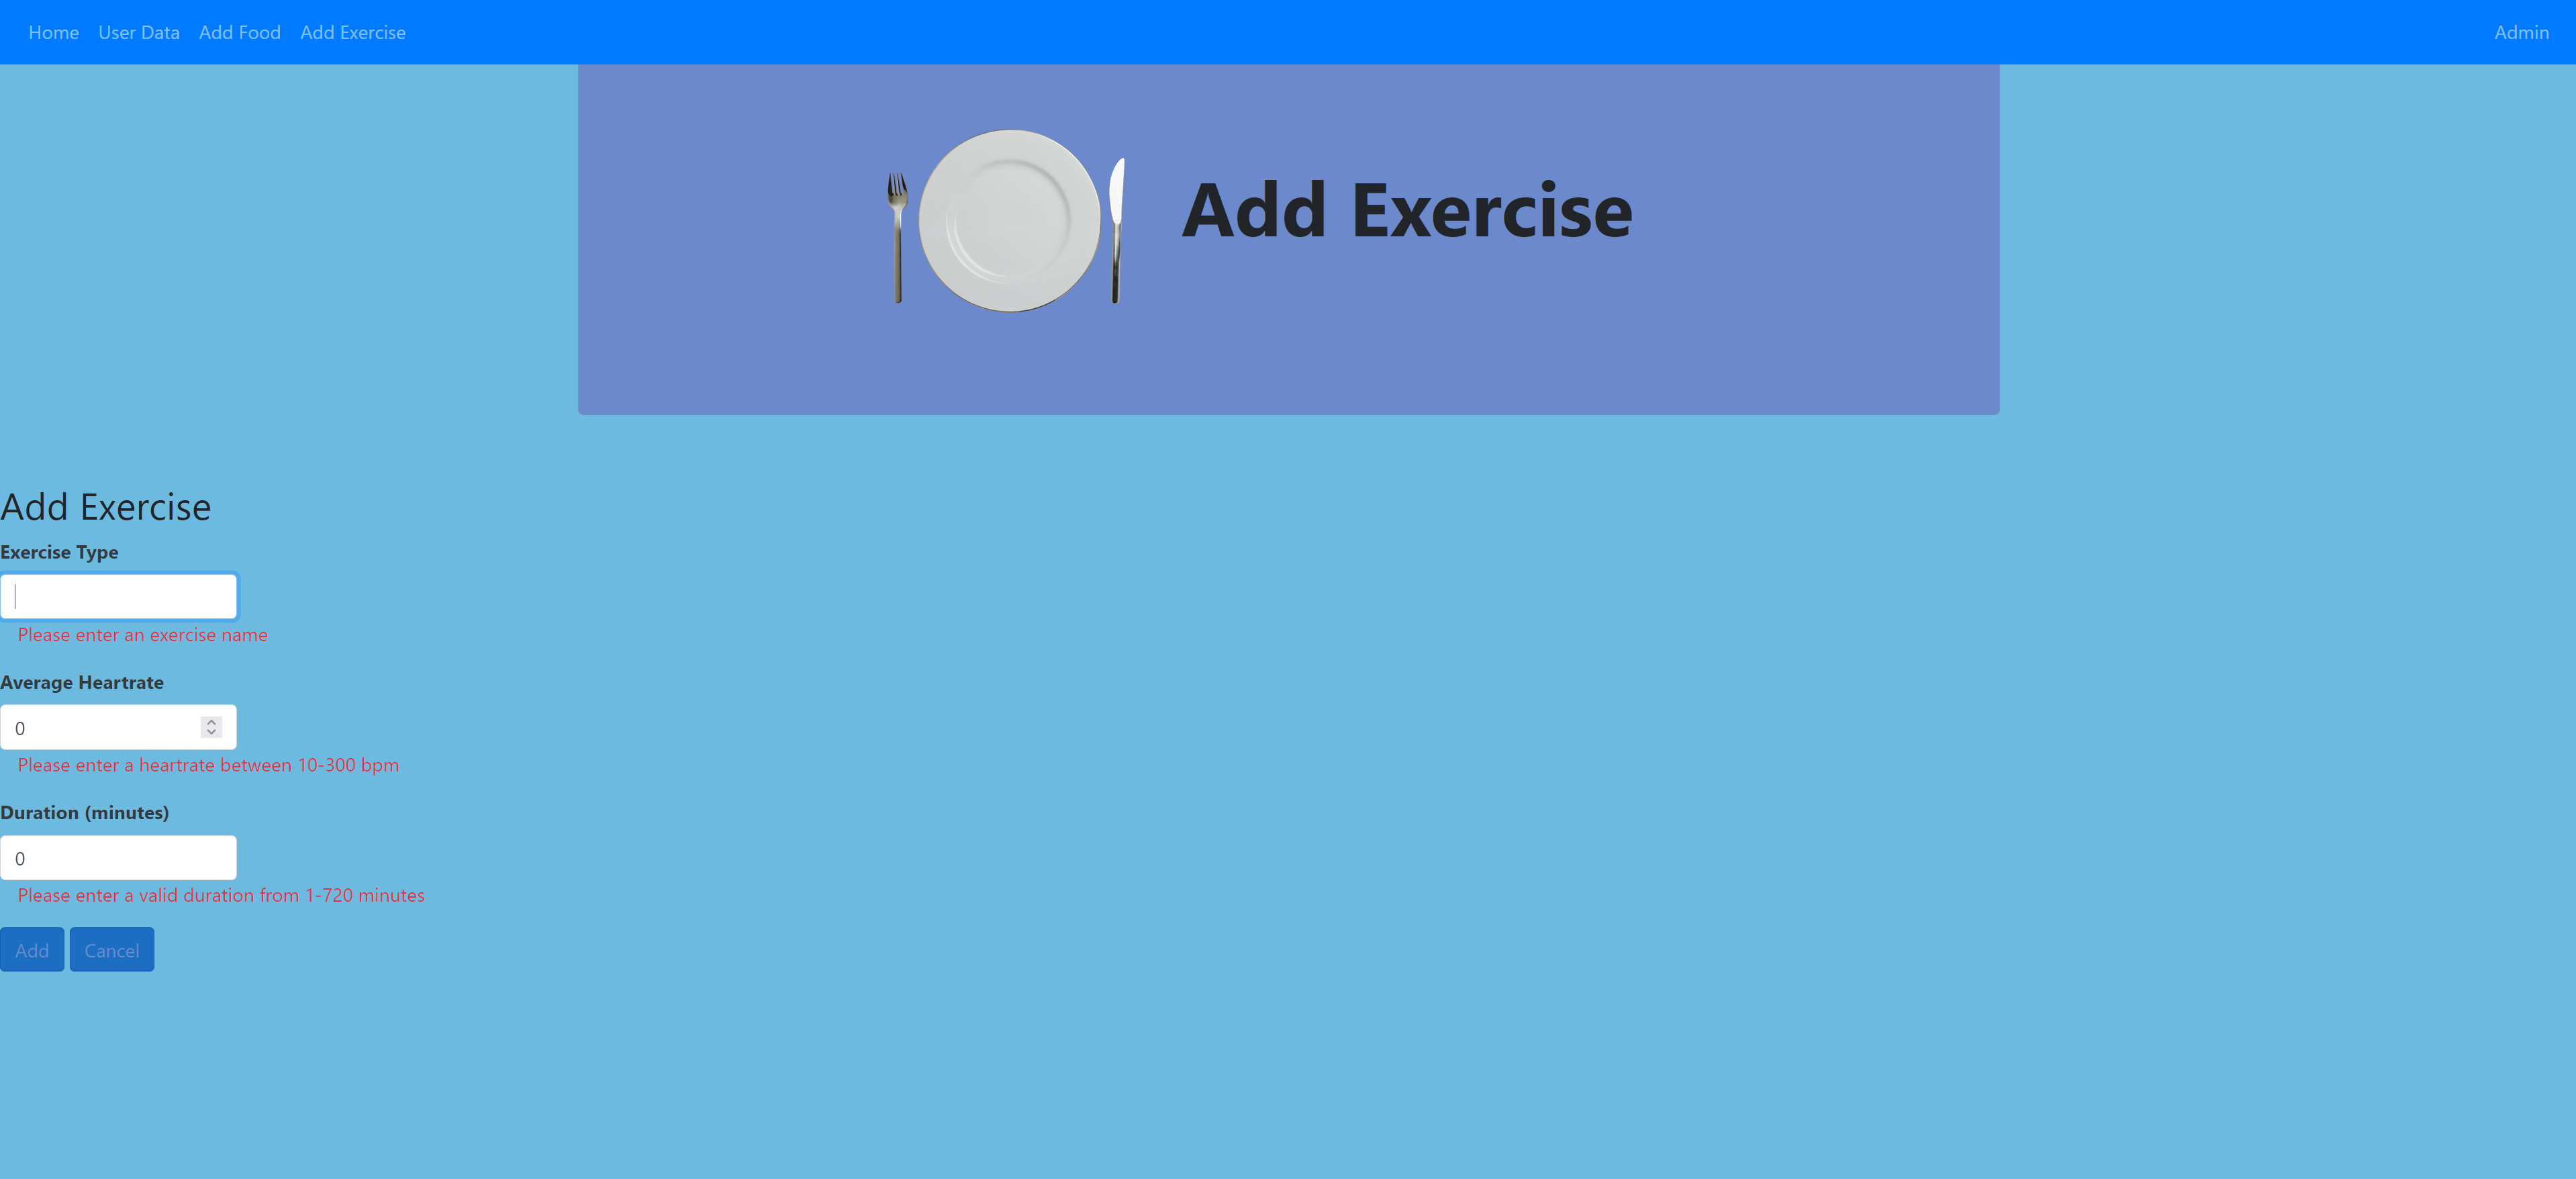 Home User Data Add Food Add Exercise Admin
Add Exercise
Add Exercise
Exercise Type
Please enter an exercise name
Average Heartrate
0
Please enter a heartrate between 10-300 bpm
Duration (minutes)
0
Please enter a valid duration from 1-720 minutes
Add Cancel